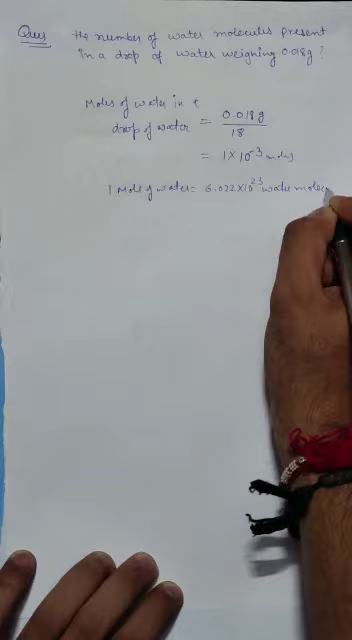 Ques the number of water molecules present
in a drop of water weighing 0.018g?
Moles of water in
drop of water = 0.018g
18
= 1×10⁻³ moles
1 Mole of water = 6.022×10²³ water molecu